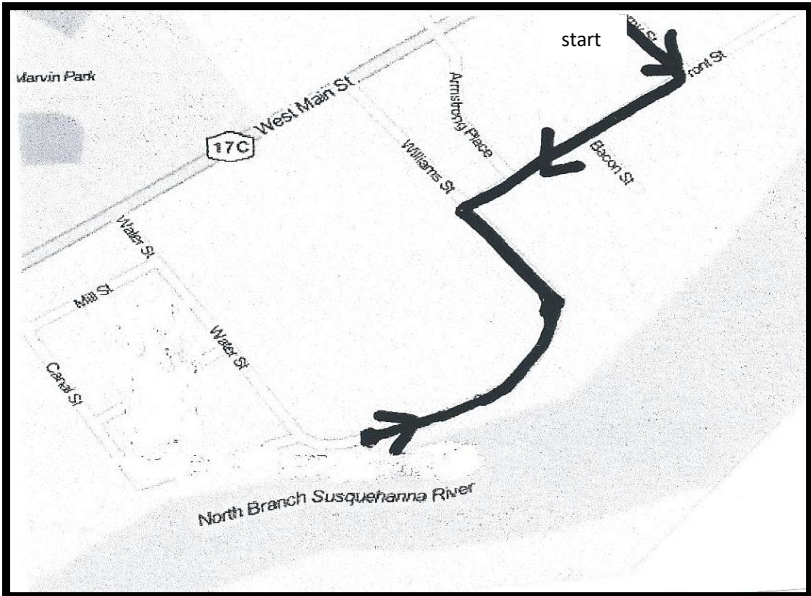 start
Front St
Marvin Park
West Main St
17C
Armstrong Place
Williams St
Bacon St
Water St
Mill St
Water St
Canal St
North Branch Susquehanna River